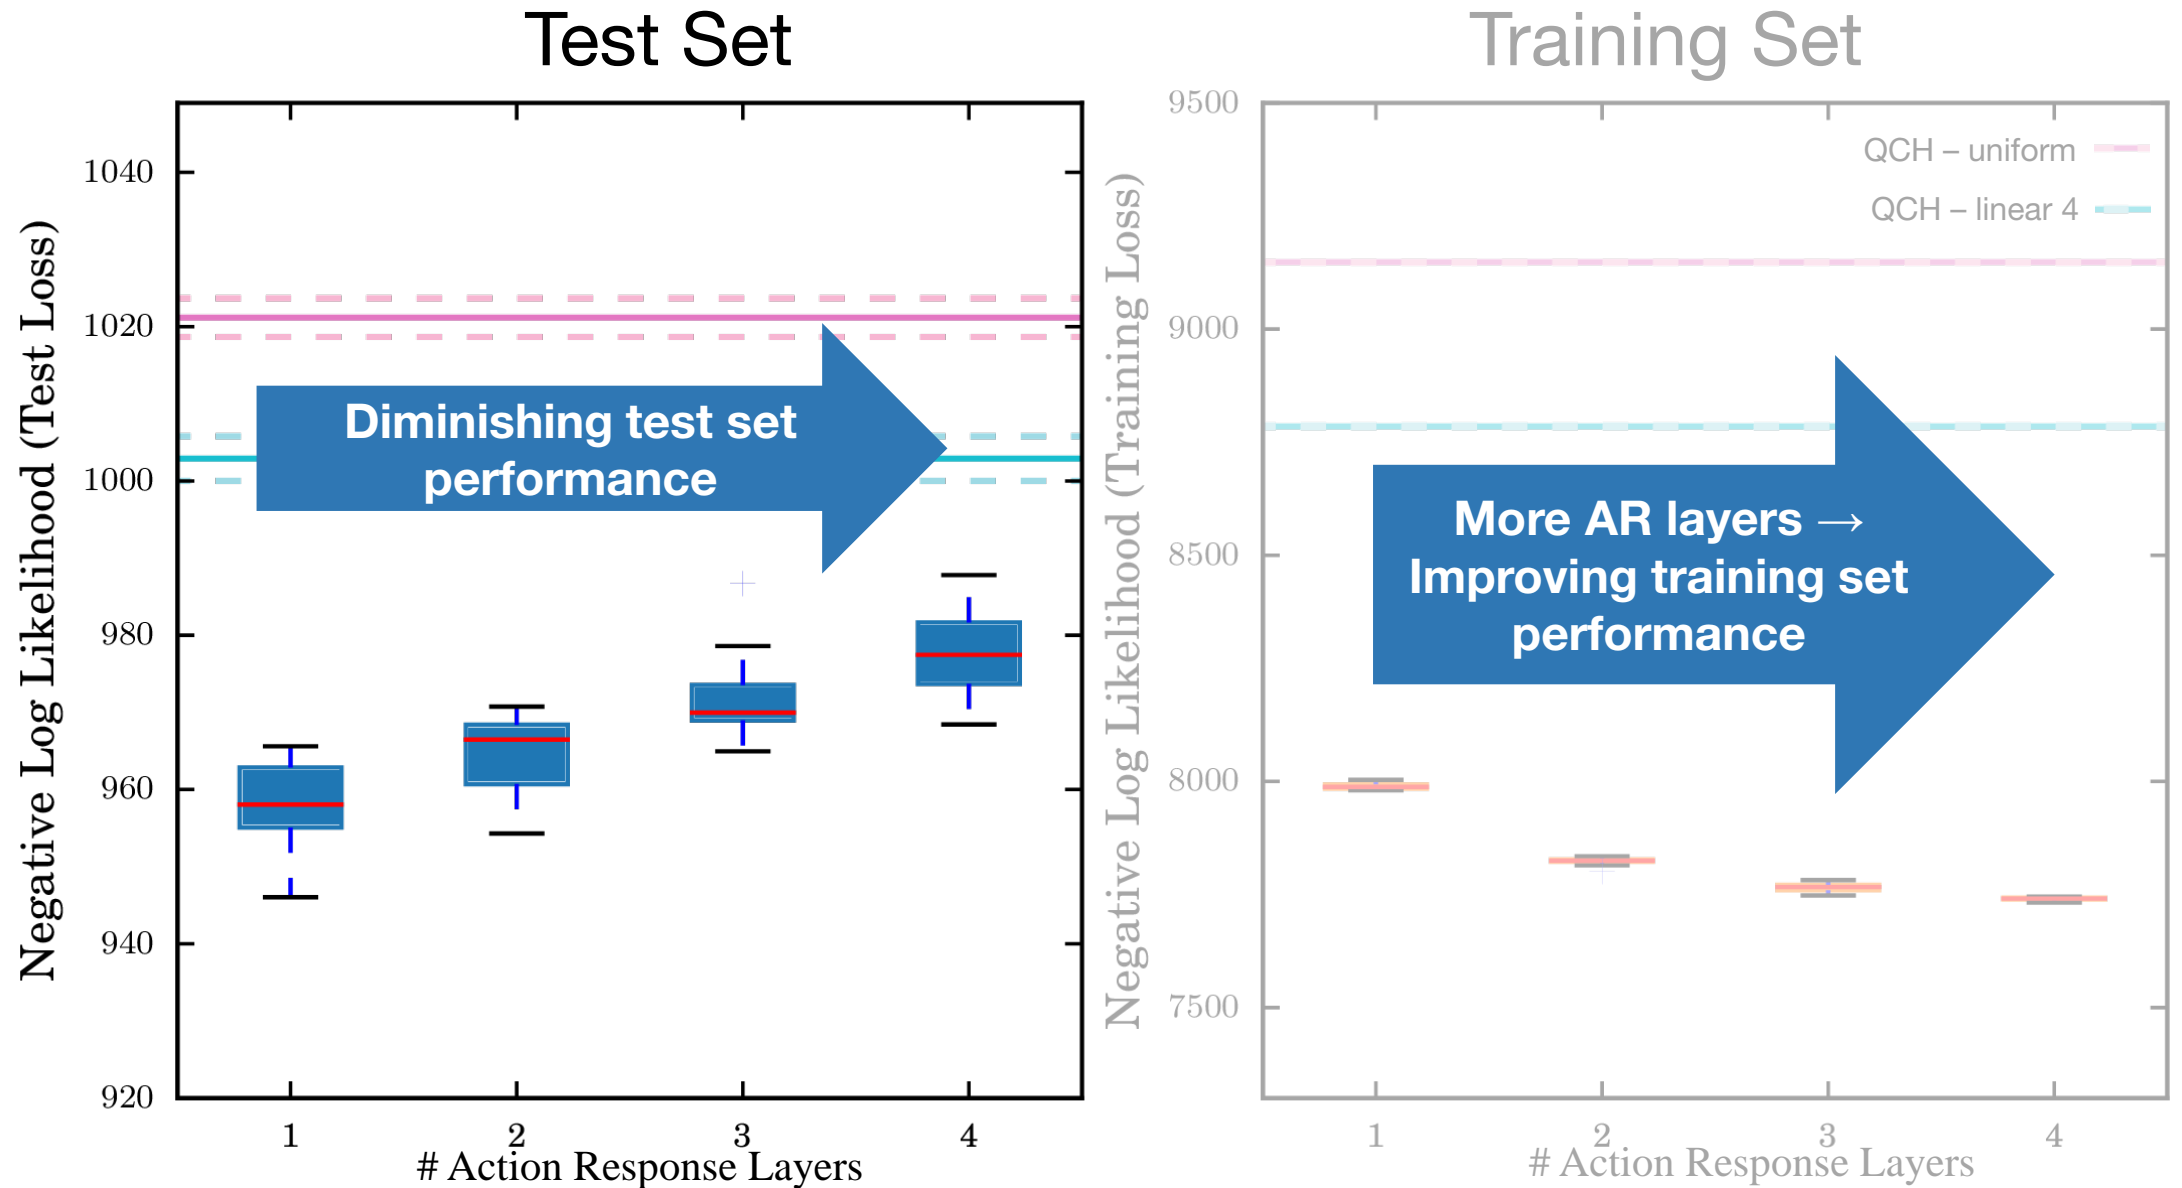 Test Set
Negative Log Likelihood (Test Loss)
1040
1020
1000
980
960
940
920
Diminishing test set
performance
1
2
3
4
# Action Response Layers
Training Set
Negative Log Likelihood (Training Loss)
9500
9000
8500
8000
7500
QCH – uniform
QCH – linear 4
More AR layers →
Improving training set
performance
1
2
3
4
# Action Response Layers